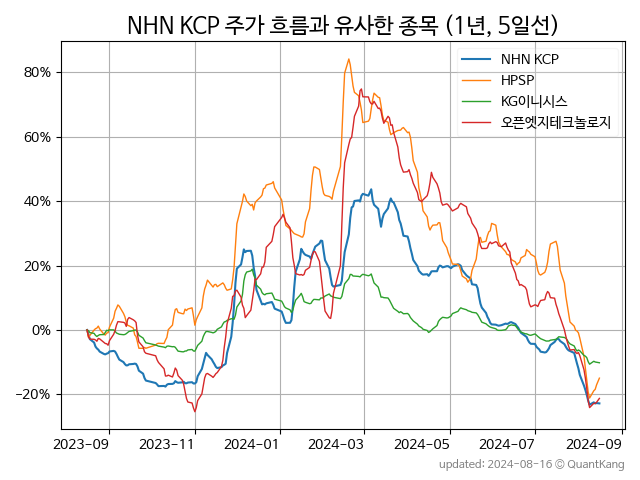 NHN KCP 주가 흐름과 유사한 종목 (1년, 5일선)
NHN KCP
HPSP
KG이니시스
오픈엣지테크놀로지
80%
60%
40%
20%
0%
−20%
2023-09 2023-11 2024-01 2024-03 2024-05 2024-07 2024-09
updated: 2024-08-16 © QuantKang